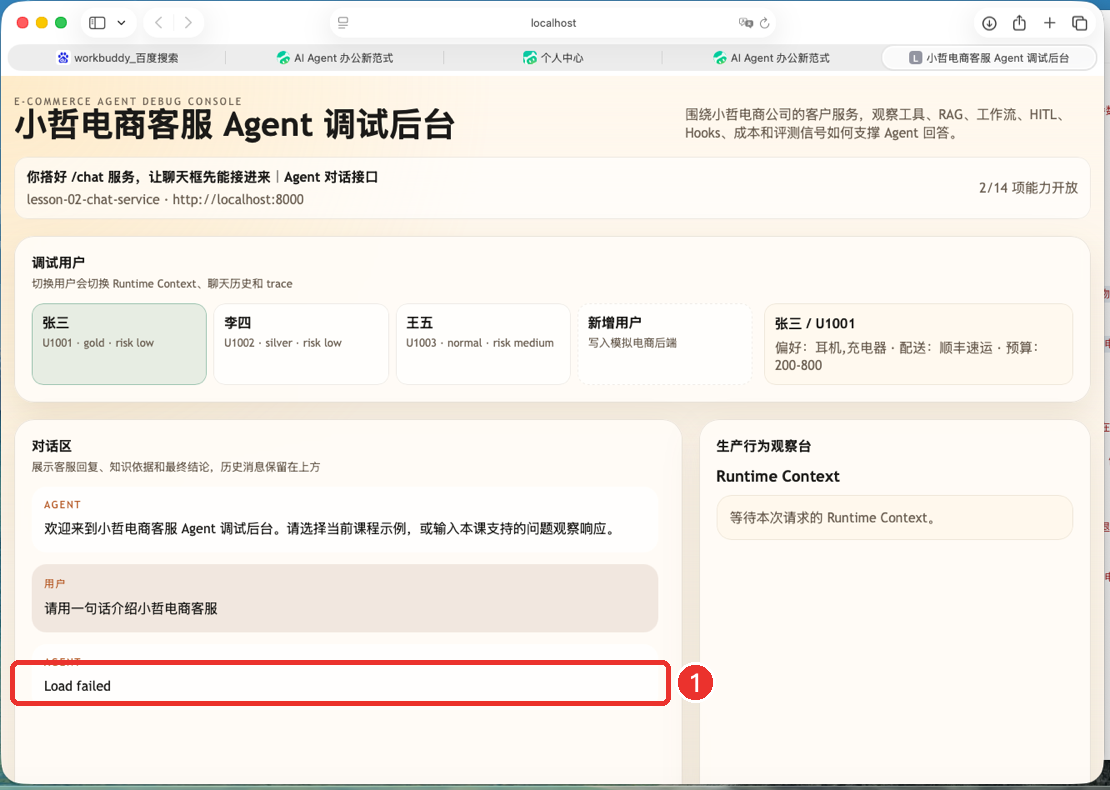 localhost
workbuddy_百度搜索
AI Agent 办公新范式
个人中心
AI Agent 办公新范式
L 小哲电商客服 Agent 调试后台
E-COMMERCE AGENT DEBUG CONSOLE
小哲电商客服 Agent 调试后台
围绕小哲电商公司的客户服务，观察工具、RAG、工作流、HITL、
Hooks、成本和评测信号如何支撑 Agent 回答。
你搭好 /chat 服务，让聊天框先能接进来｜Agent 对话接口
lesson-02-chat-service · http://localhost:8000
2/14 项能力开放
调试用户
切换用户会切换 Runtime Context、聊天历史和 trace
张三
U1001 · gold · risk low
李四
U1002 · silver · risk low
王五
U1003 · normal · risk medium
新增用户
写入模拟电商后端
张三 / U1001
偏好：耳机,充电器 · 配送：顺丰速运 · 预算：
200-800
对话区
展示客服回复、知识依据和最终结论，历史消息保留在上方
AGENT
欢迎来到小哲电商客服 Agent 调试后台。请选择当前课程示例，或输入本课支持的问题观察响应。
用户
请用一句话介绍小哲电商客服
AGENT
Load failed
1
生产行为观察台
Runtime Context
等待本次请求的 Runtime Context。